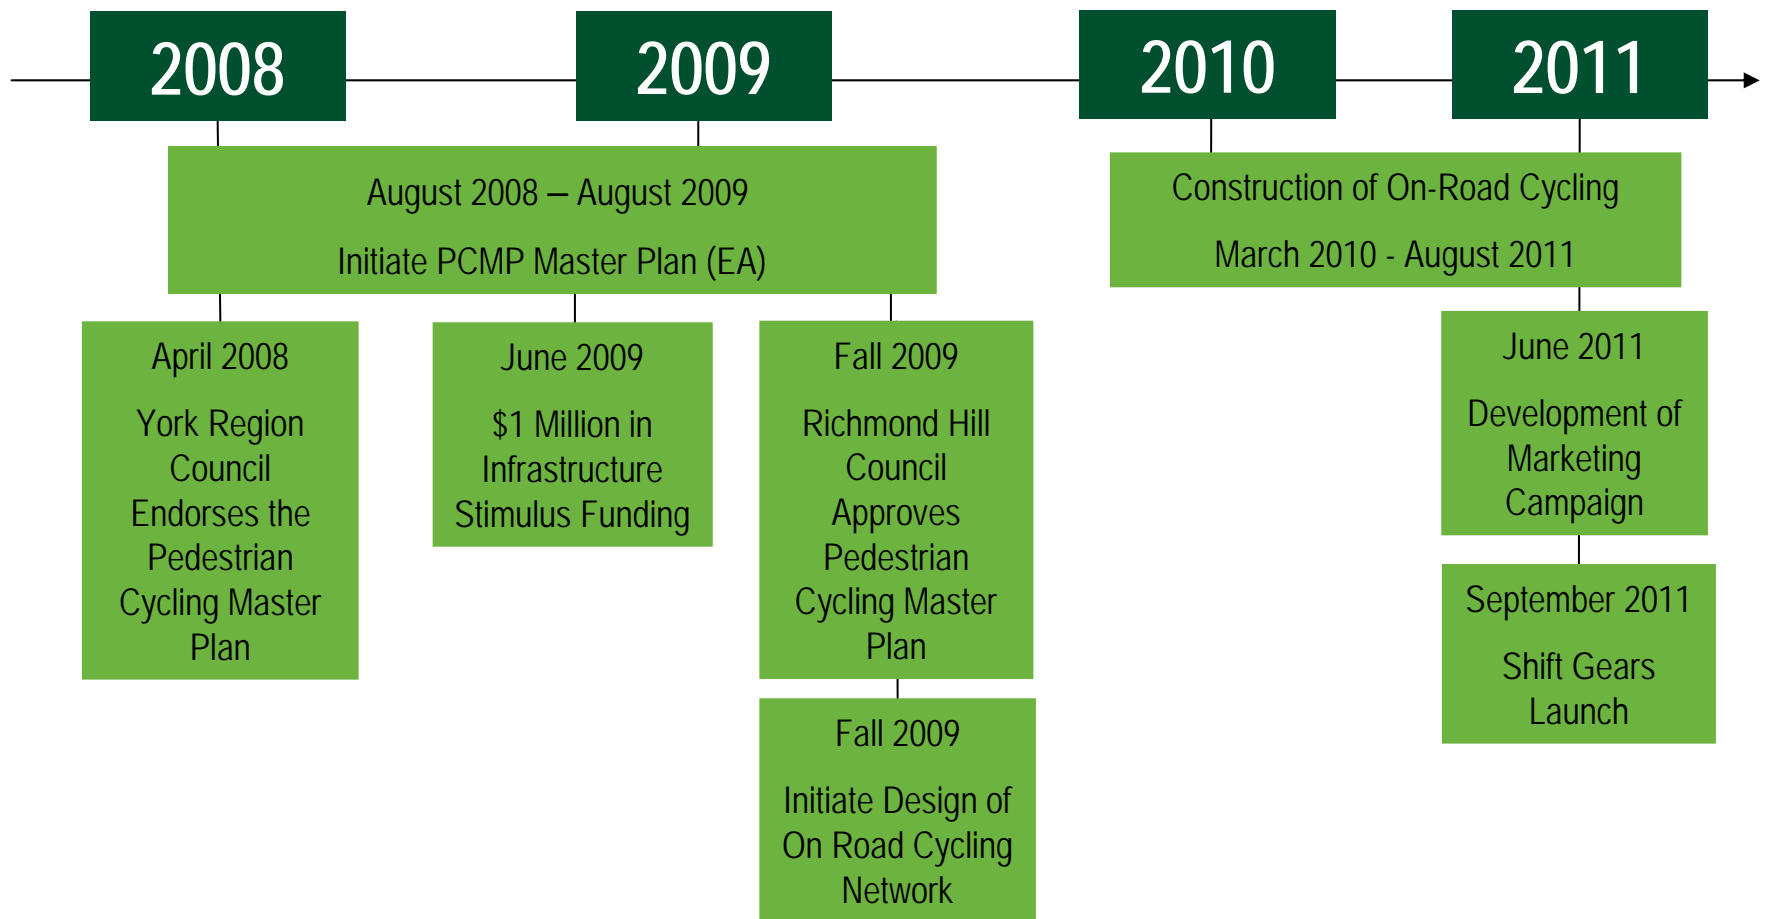 2008
2009
2010
2011
August 2008 – August 2009
Initiate PCMP Master Plan (EA)
Construction of On-Road Cycling
March 2010 - August 2011
April 2008
York Region
Council
Endorses the
Pedestrian
Cycling Master
Plan
June 2009
$1 Million in
Infrastructure
Stimulus Funding
Fall 2009
Richmond Hill
Council
Approves
Pedestrian
Cycling Master
Plan
Fall 2009
Initiate Design of
On Road Cycling
Network
June 2011
Development of
Marketing
Campaign
September 2011
Shift Gears
Launch